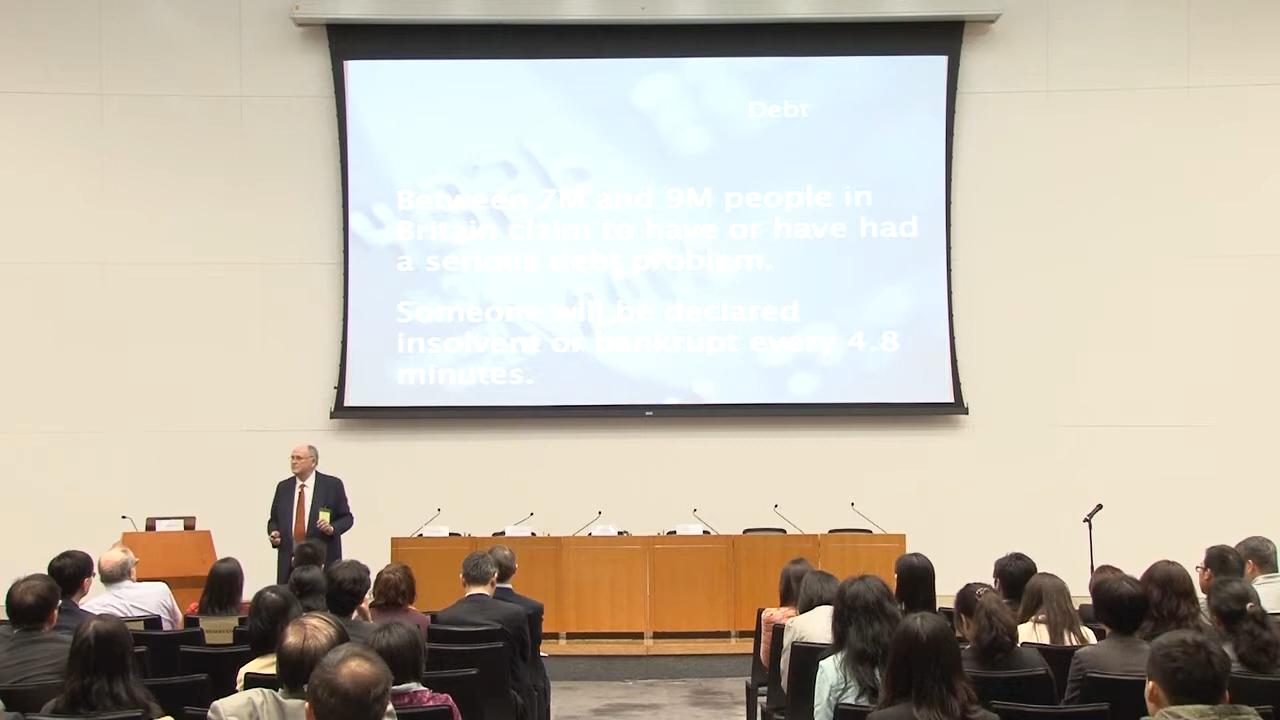 Debt
Between 7M and 9M people in
Britain claim to have or have had
a serious debt problem.
Someone will be declared
insolvent or bankrupt every 4.8
minutes.